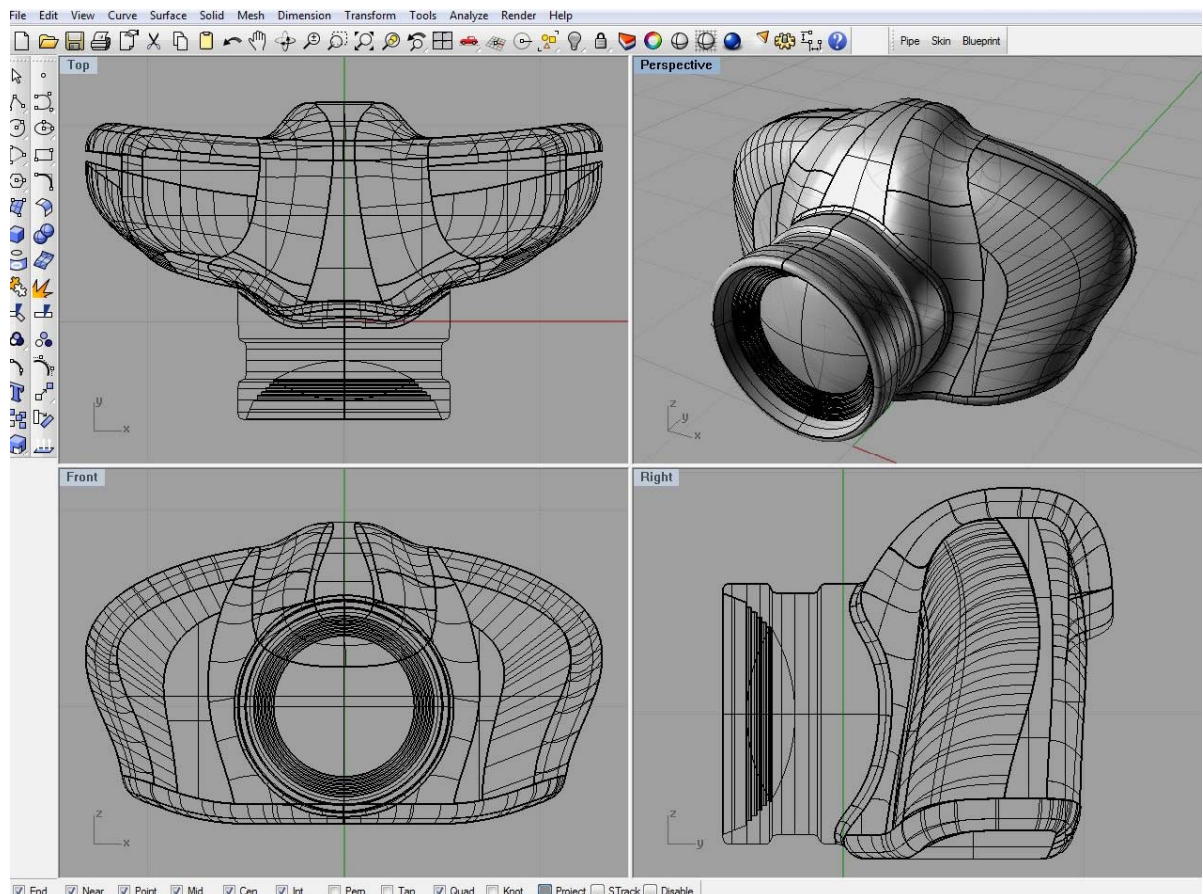 File Edit View Curve Surface Solid Mesh Dimension Transform Tools Analyze Render Help
Pipe Skin Blueprint
Top
Perspective
y
x
z
y
x
Front
Right
z
x
z
y
End Near Point Mid Cen Int Perp Tan Quad Knot Project STrack Disable